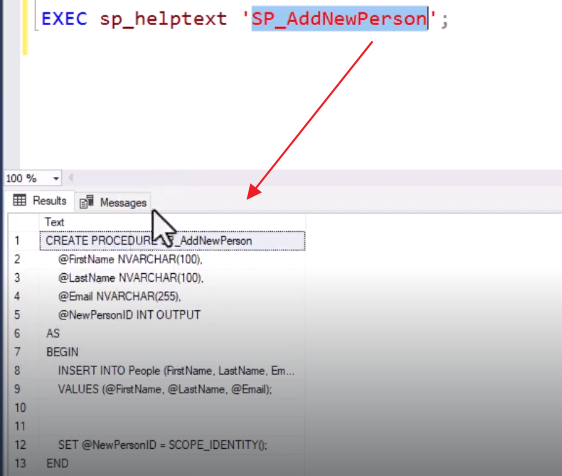 EXEC sp_helptext 'SP_AddNewPerson';
100 %
Results Messages
Text
1 CREATE PROCEDURE SP_AddNewPerson
2 @FirstName NVARCHAR(100),
3 @LastName NVARCHAR(100),
4 @Email NVARCHAR(255),
5 @NewPersonID INT OUTPUT
6 AS
7 BEGIN
8 INSERT INTO People (FirstName, LastName, Em...
9 VALUES (@FirstName, @LastName, @Email);
10
11
12 SET @NewPersonID = SCOPE_IDENTITY();
13 END